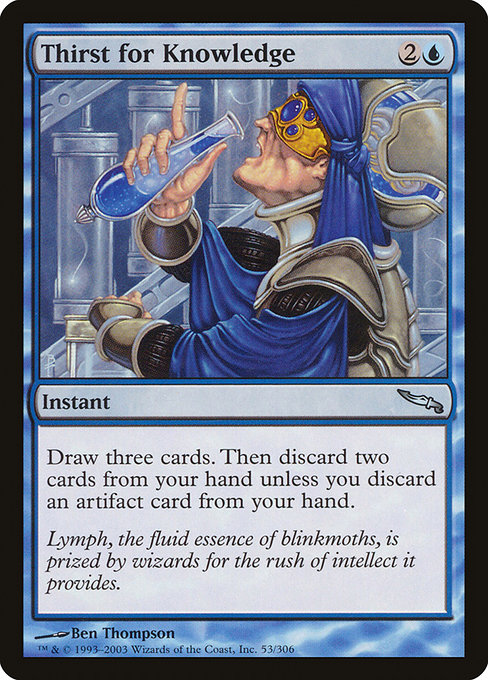 Thirst for Knowledge 2
Instant
Draw three cards. Then discard two
cards from your hand unless you discard
an artifact card from your hand.
Lymph, the fluid essence of blinkmoths, is
prized by wizards for the rush of intellect it
provides.
Ben Thompson
™ & © 1993–2003 Wizards of the Coast, Inc. 53/306